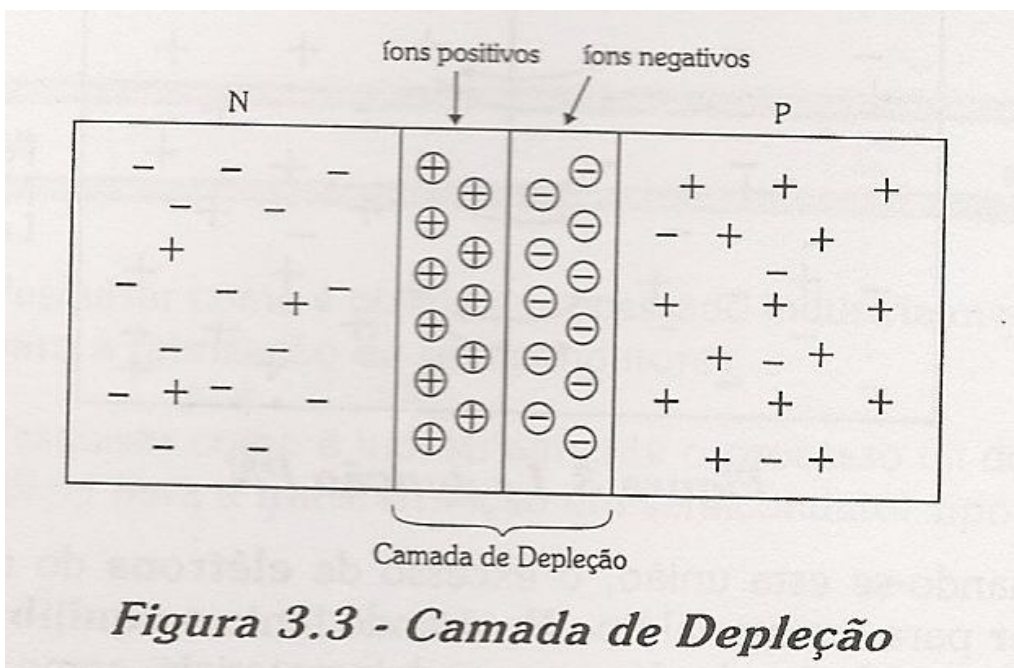 íons positivos íons negativos
N P
Camada de Depleção
Figura 3.3 - Camada de Depleção